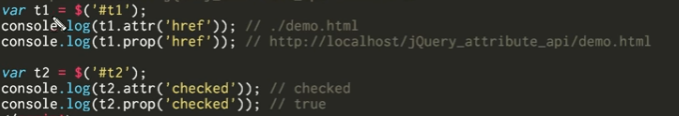 var t1 = $('#t1');
console.log(t1.attr('href')); // ./demo.html
console.log(t1.prop('href')); // http://localhost/jQuery_attribute_api/demo.html
var t2 = $('#t2');
console.log(t2.attr('checked')); // checked
console.log(t2.prop('checked')); // true